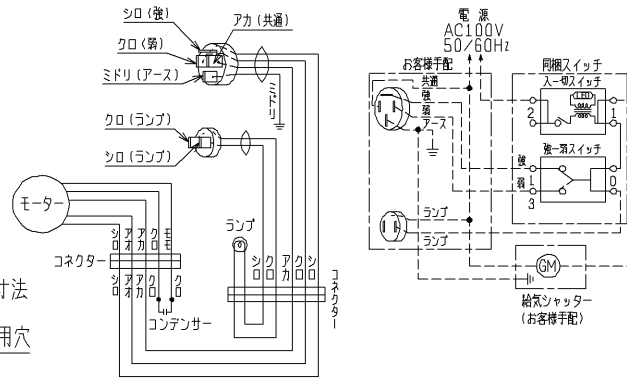 シロ（強）
アカ（共通）
クロ（弱）
ミドリ（アース）
ミドリ
クロ（ランプ）
シロ（ランプ）
モーター
シロ アオ アカ クロ モモ
コネクター
シロ アオ アカ クロ クロ
コンデンサー
ランプ
シロ クロ アカ クロ シロ
コネクター
寸法
用穴
電 源
AC100V
50/60Hz
お客様手配
共通
強
弱
アース
ランプ
ランプ
同梱スイッチ
入−切スイッチ
LED
2
1
強−弱スイッチ
強
1
0
弱
3
GM
給気シャッター
（お客様手配）